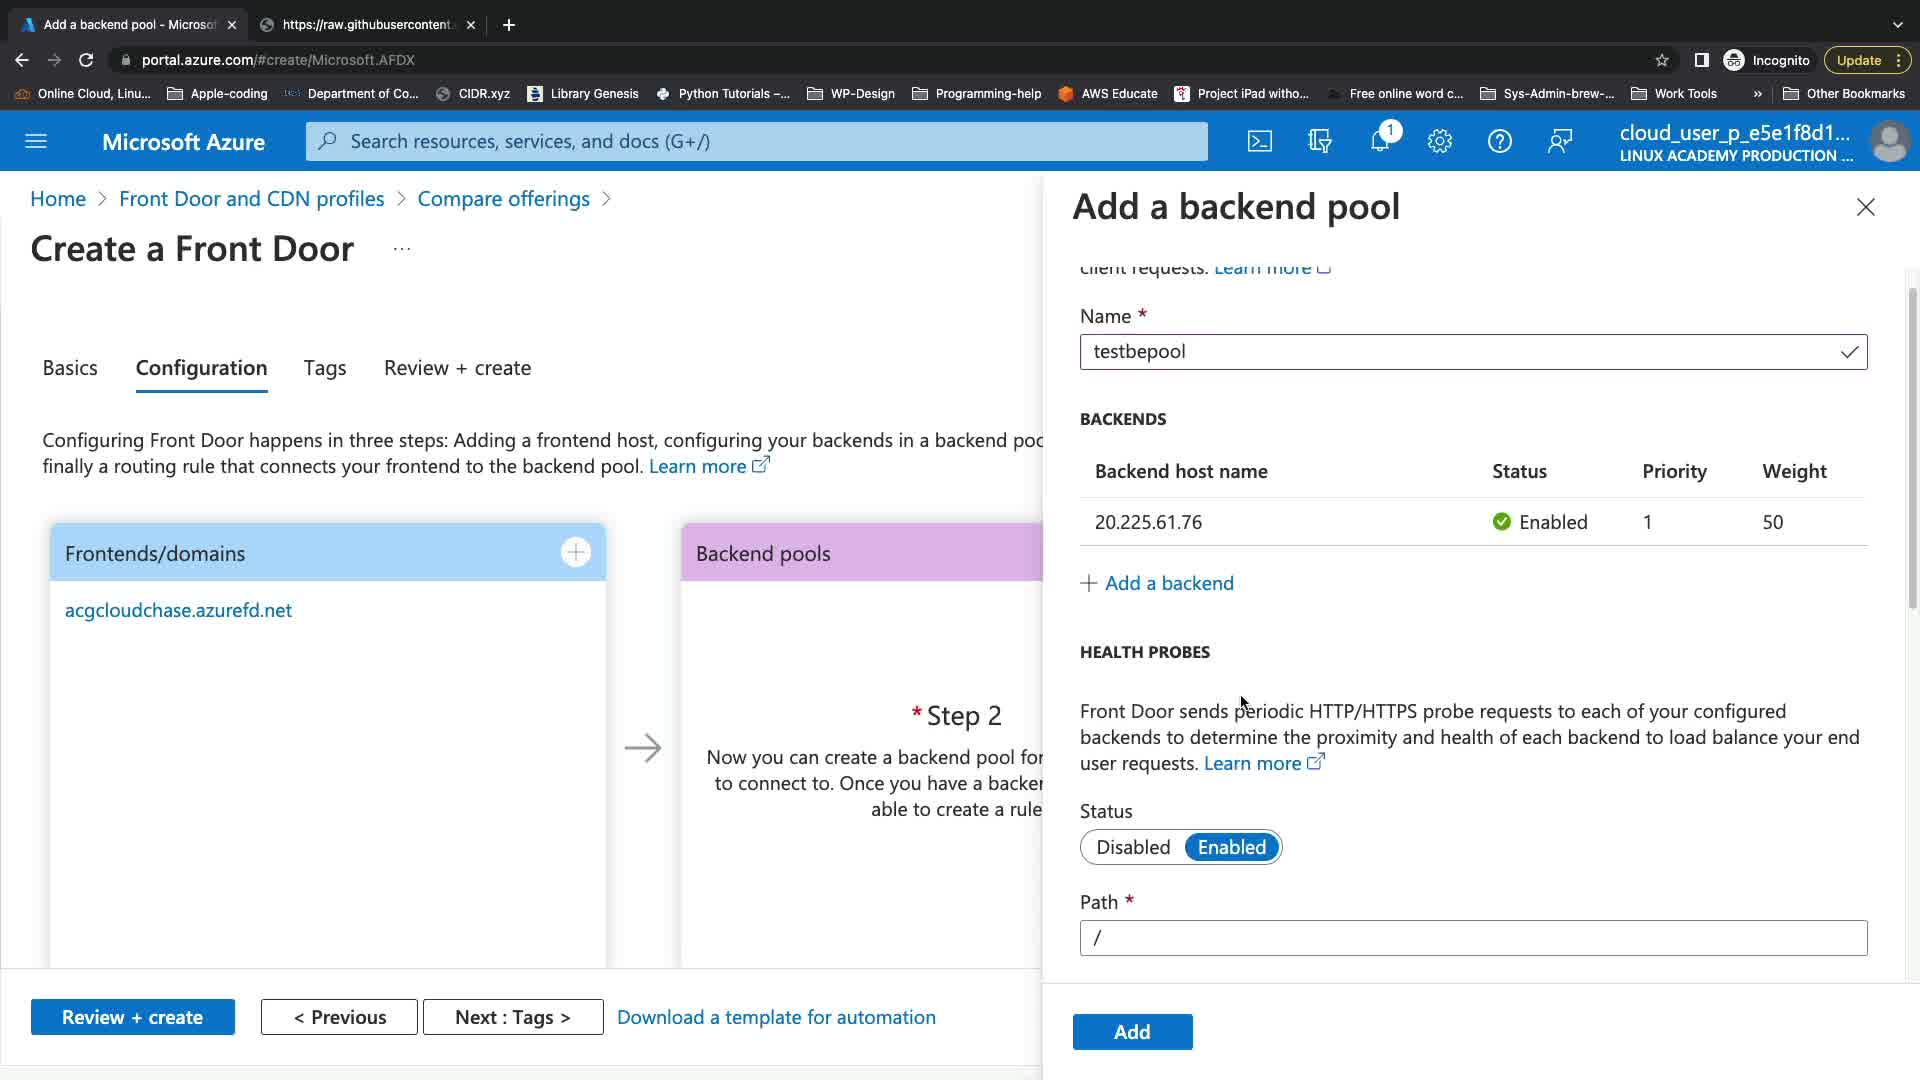 Add a backend pool - Microsof
https://raw.githubusercontent.
portal.azure.com/#create/Microsoft.AFDX
Incognito
Update
Online Cloud, Linu...
Apple-coding
Department of Co...
CIDR.xyz
Library Genesis
Python Tutorials –...
WP-Design
Programming-help
AWS Educate
Project iPad witho...
Free online word c...
Sys-Admin-brew-...
Work Tools
»
Other Bookmarks
Microsoft Azure
Search resources, services, and docs (G+/)
1
cloud_user_p_e5e1f8d1...
LINUX ACADEMY PRODUCTION ...
Home > Front Door and CDN profiles > Compare offerings >
Create a Front Door ...
Basics
Configuration
Tags
Review + create
Configuring Front Door happens in three steps: Adding a frontend host, configuring your backends in a backend poo
finally a routing rule that connects your frontend to the backend pool. Learn more
Frontends/domains
acgcloudchase.azurefd.net
Backend pools
* Step 2
Now you can create a backend pool for
to connect to. Once you have a backen
able to create a rule
Review + create
< Previous
Next : Tags >
Download a template for automation
Add a backend pool
client requests. Learn more
Name *
testbepool
BACKENDS
Backend host name Status Priority Weight
20.225.61.76 Enabled 1 50
+ Add a backend
HEALTH PROBES
Front Door sends periodic HTTP/HTTPS probe requests to each of your configured
backends to determine the proximity and health of each backend to load balance your end
user requests. Learn more
Status
Disabled Enabled
Path *
/
Add